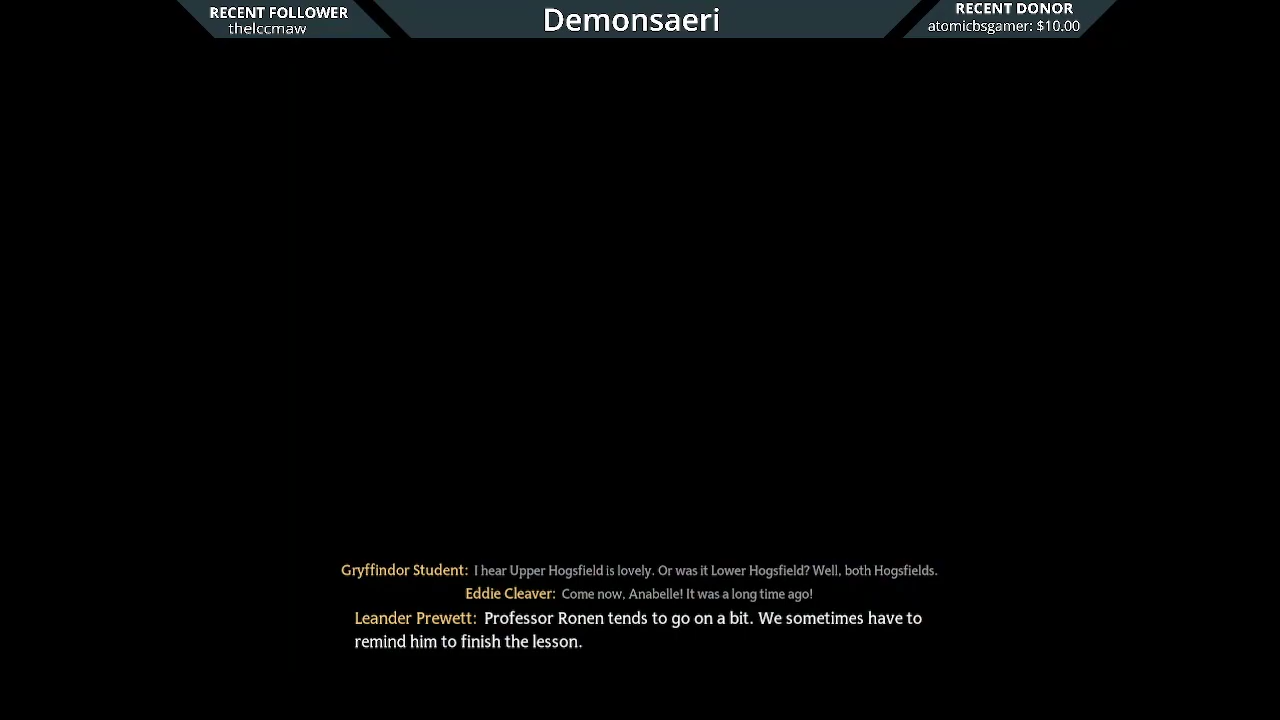 RECENT FOLLOWER
thelccmaw
Demonsaeri
RECENT DONOR
atomicbsgamer: $10.00
Gryffindor Student: I hear Upper Hogsfield is lovely. Or was it Lower Hogsfield? Well, both Hogsfields.
Eddie Cleaver: Come now, Anabelle! It was a long time ago!
Leander Prewett: Professor Ronen tends to go on a bit. We sometimes have to
remind him to finish the lesson.